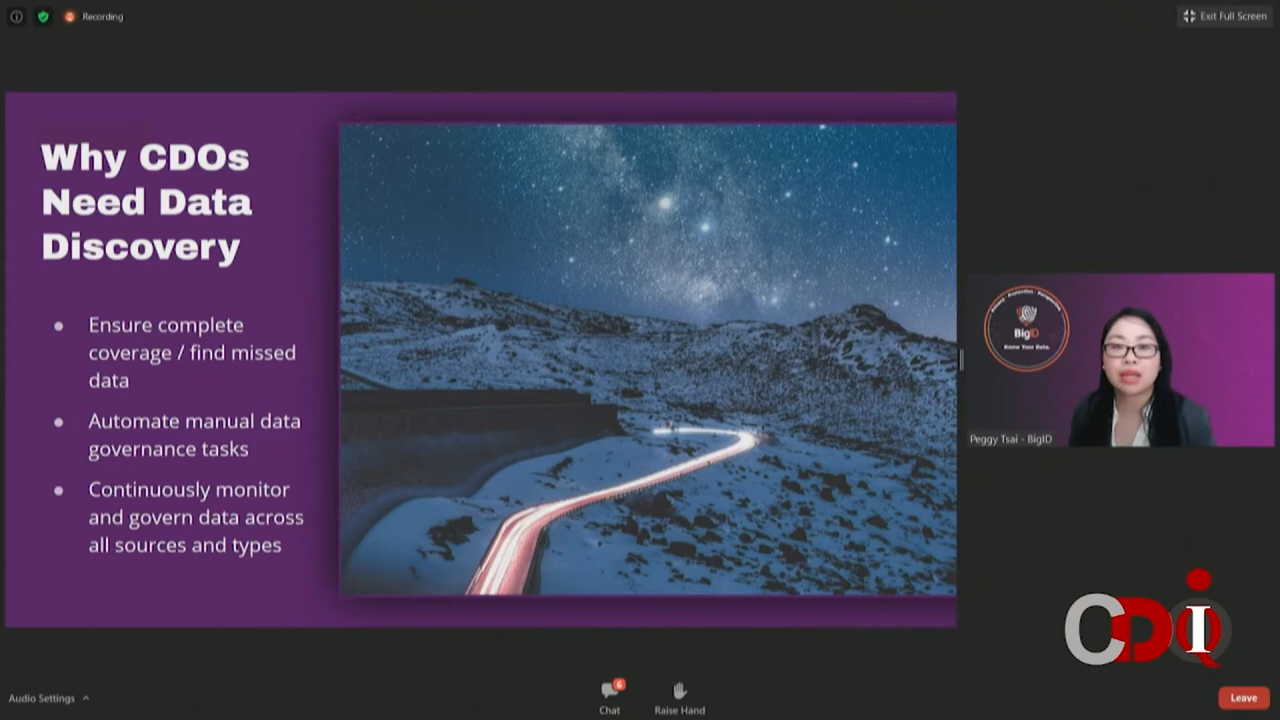 Recording
Exit Full Screen
Why CDOs
Need Data
Discovery
Ensure complete
coverage / find missed
data
Automate manual data
governance tasks
Continuously monitor
and govern data across
all sources and types
BigID
Know Your Data.
Peggy Tsai - BigID
CDIQ
Audio Settings
6
Chat
Raise Hand
Leave